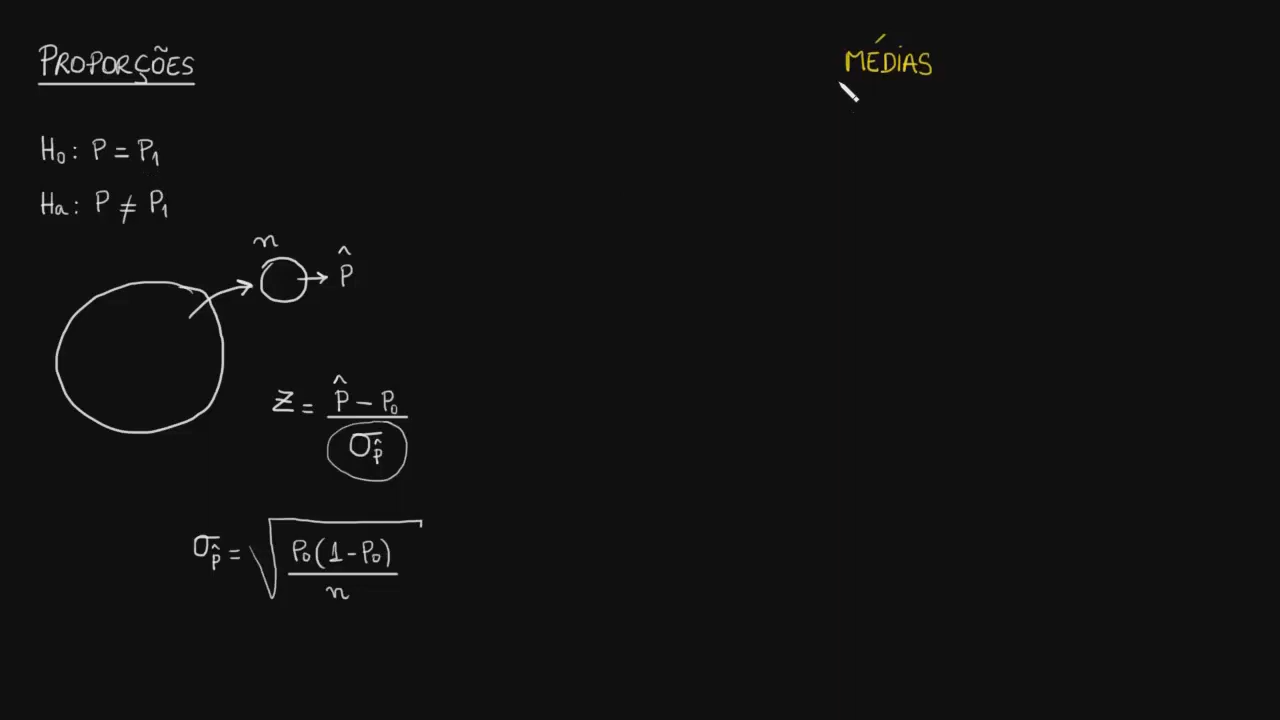 PROPORÇÕES
MÉDIAS
H₀: P = P₁
Ha: P ≠ P₁
n
P̂
Z = P̂ - P₀
σp̂
σp̂ = √ P₀(1-P₀)
n